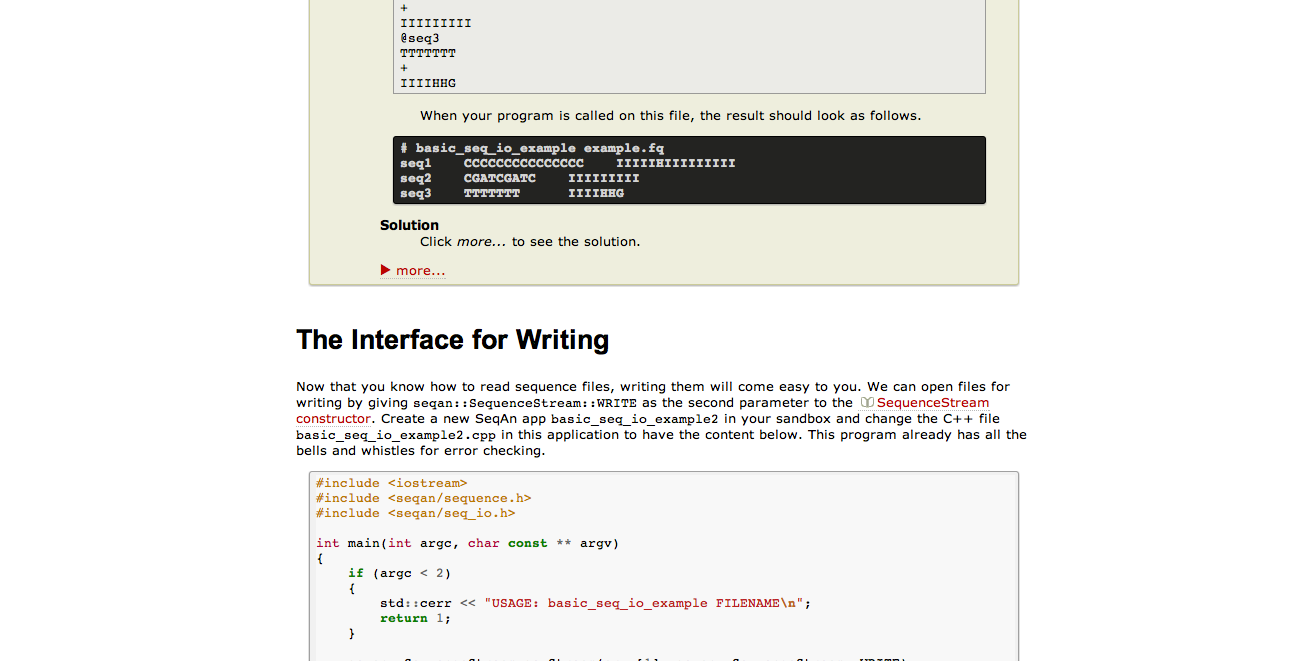 +
IIIIIIIII
@seq3
TTTTTTT
+
IIIIHHG
When your program is called on this file, the result should look as follows.
# basic_seq_io_example example.fq
seq1    CCCCCCCCCCCCCCC    IIIIIHIIIIIIIII
seq2    CGATCGATC    IIIIIIIII
seq3    TTTTTTT      IIIIHHG
Solution
Click more... to see the solution.
more...
The Interface for Writing
Now that you know how to read sequence files, writing them will come easy to you. We can open files for
writing by giving seqan::SequenceStream::WRITE as the second parameter to the SequenceStream
constructor. Create a new SeqAn app basic_seq_io_example2 in your sandbox and change the C++ file
basic_seq_io_example2.cpp in this application to have the content below. This program already has all the
bells and whistles for error checking.
#include <iostream>
#include <seqan/sequence.h>
#include <seqan/seq_io.h>
int main(int argc, char const ** argv)
{
    if (argc < 2)
    {
        std::cerr << "USAGE: basic_seq_io_example FILENAME\n";
        return 1;
    }